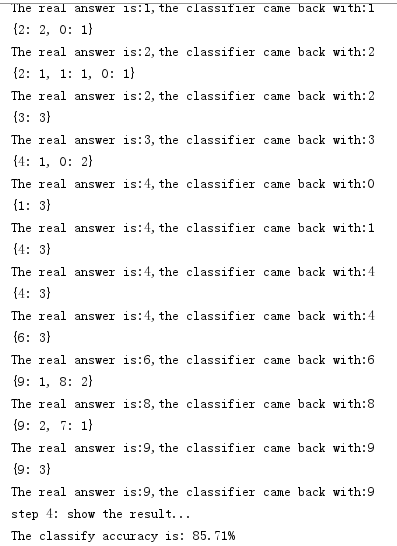 The real answer is:1,the classifier came back with:1
{2: 2, 0: 1}
The real answer is:2,the classifier came back with:2
{2: 1, 1: 1, 0: 1}
The real answer is:2,the classifier came back with:2
{3: 3}
The real answer is:3,the classifier came back with:3
{4: 1, 0: 2}
The real answer is:4,the classifier came back with:0
{1: 3}
The real answer is:4,the classifier came back with:1
{4: 3}
The real answer is:4,the classifier came back with:4
{4: 3}
The real answer is:4,the classifier came back with:4
{6: 3}
The real answer is:6,the classifier came back with:6
{9: 1, 8: 2}
The real answer is:8,the classifier came back with:8
{9: 2, 7: 1}
The real answer is:9,the classifier came back with:9
{9: 3}
The real answer is:9,the classifier came back with:9
step 4: show the result...
The classify accuracy is: 85.71%